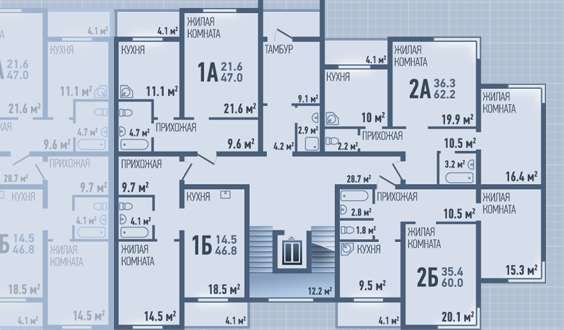 4.1 м²
4.1 м²
ЖИЛАЯ
КОМНАТА
ТАМБУР
КУХНЯ
КУХНЯ
А 21.6
47.0
1А 21.6
47.0
11.1 м²
11.1 м²
21.6 м²
21.6 м²
9.1 м²
4.1 м²
ЖИЛАЯ
КОМНАТА
КУХНЯ
2А 36.3
62.2
10 м²
19.9 м²
ЖИЛАЯ
КОМНАТА
ПРИХОЖАЯ
4.7 м²
4.7 м²
9.6 м²
9.6 м²
2.9 м²
4.2 м²
2.2 м²
ПРИХОЖАЯ
10.5 м²
3.2 м²
16.4 м²
28.7 м²
28.7 м²
ПРИХОЖАЯ
ПРИХОЖАЯ
9.7 м²
9.7 м²
КУХНЯ
КУХНЯ
4.1 м²
4.1 м²
Б 14.5
46.8
1Б 14.5
46.8
ЖИЛАЯ
КОМНАТА
ЖИЛАЯ
КОМНАТА
18.5 м²
18.5 м²
14.5 м²
14.5 м²
4.1 м²
4.1 м²
12.2 м²
ПРИХОЖАЯ
2.8 м²
1.8 м²
10.5 м²
ЖИЛАЯ
КОМНАТА
ЖИЛАЯ
КОМНАТА
КУХНЯ
9.5 м²
2Б 35.4
60.0
15.3 м²
20.1 м²
4.1 м²